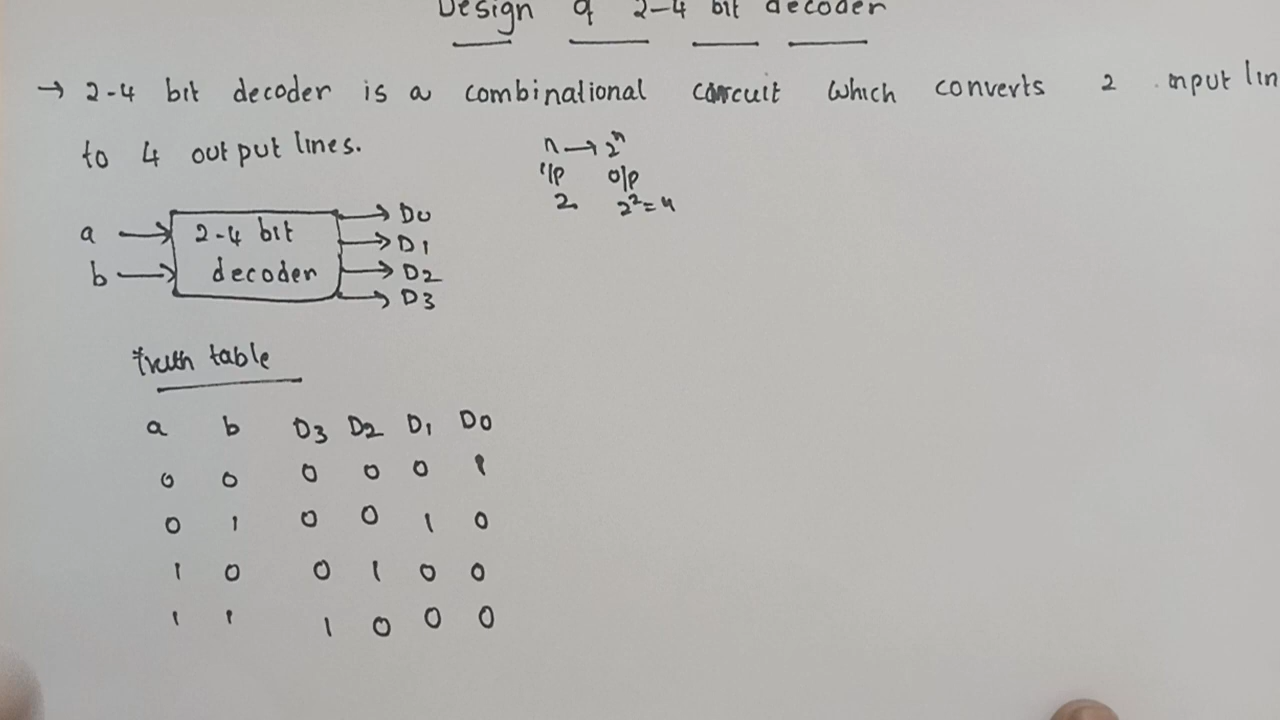 Design of 2-4 bit decoder
→ 2-4 bit decoder is a combinational circuit which converts 2 input lin
to 4 output lines.
n → 2ⁿ
i/p o/p
2 2²=4
a
b
2-4 bit
decoder
D0
D1
D2
D3
Truth table
a b D3 D2 D1 D0
0 0 0 0 0 1
0 1 0 0 1 0
1 0 0 1 0 0
1 1 1 0 0 0